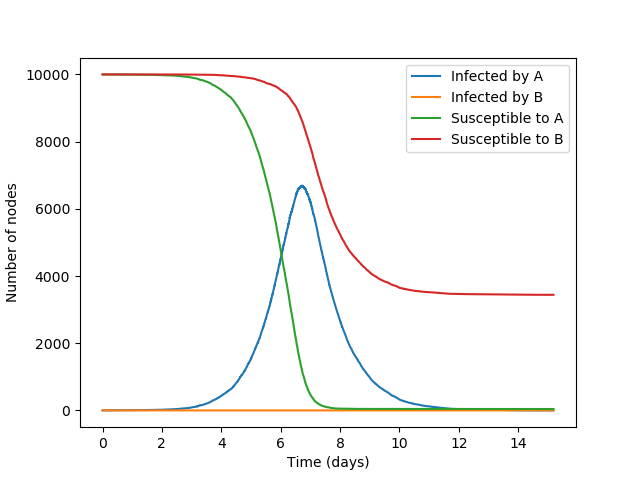 Number of nodes
10000
8000
6000
4000
2000
0
0 2 4 6 8 10 12 14
Time (days)
Infected by A
Infected by B
Susceptible to A
Susceptible to B